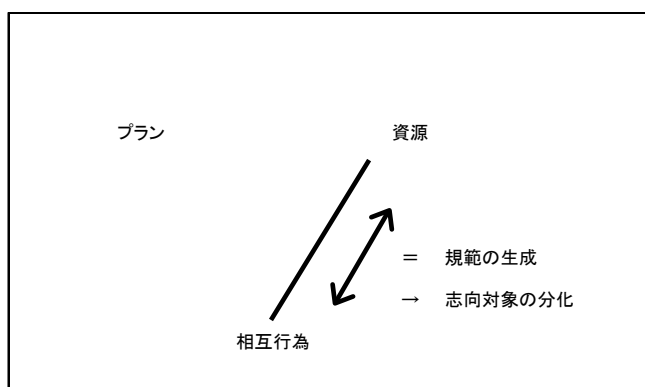 プラン
資源
＝ 規範の生成
→ 志向対象の分化
相互行為